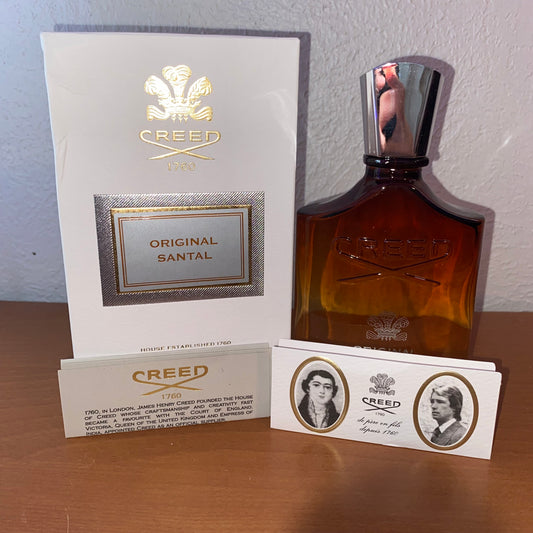 CREED
1760
ORIGINAL
SANTAL
HOUSE ESTABLISHED 1760
CREED
ORIGINAL
CREED
1760
1760, IN LONDON, JAMES HENRY CREED FOUNDED THE HOUSE
OF CREED WHOSE CRAFTSMANSHIP AND CREATIVITY FAST
BECAME A FAVOURITE WITH THE COURT OF ENGLAND.
VICTORIA, QUEEN OF THE UNITED KINGDOM AND EMPRESS OF
INDIA, APPOINTED CREED AS AN OFFICIAL SUPPLIER.
CREED
de père en fils
depuis 1760